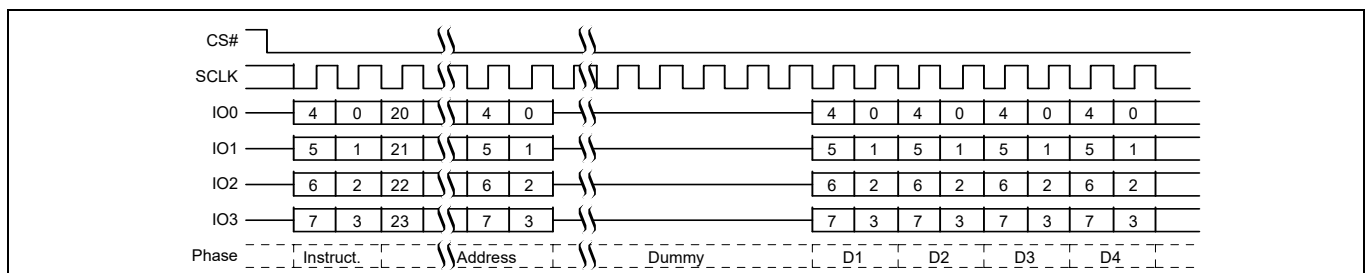 CS#
SCLK
IO0 4 0 20 4 0 4 0 4 0 4 0 4 0
IO1 5 1 21 5 1 5 1 5 1 5 1 5 1
IO2 6 2 22 6 2 6 2 6 2 6 2 6 2
IO3 7 3 23 7 3 7 3 7 3 7 3 7 3
Phase Instruct. Address Dummy D1 D2 D3 D4